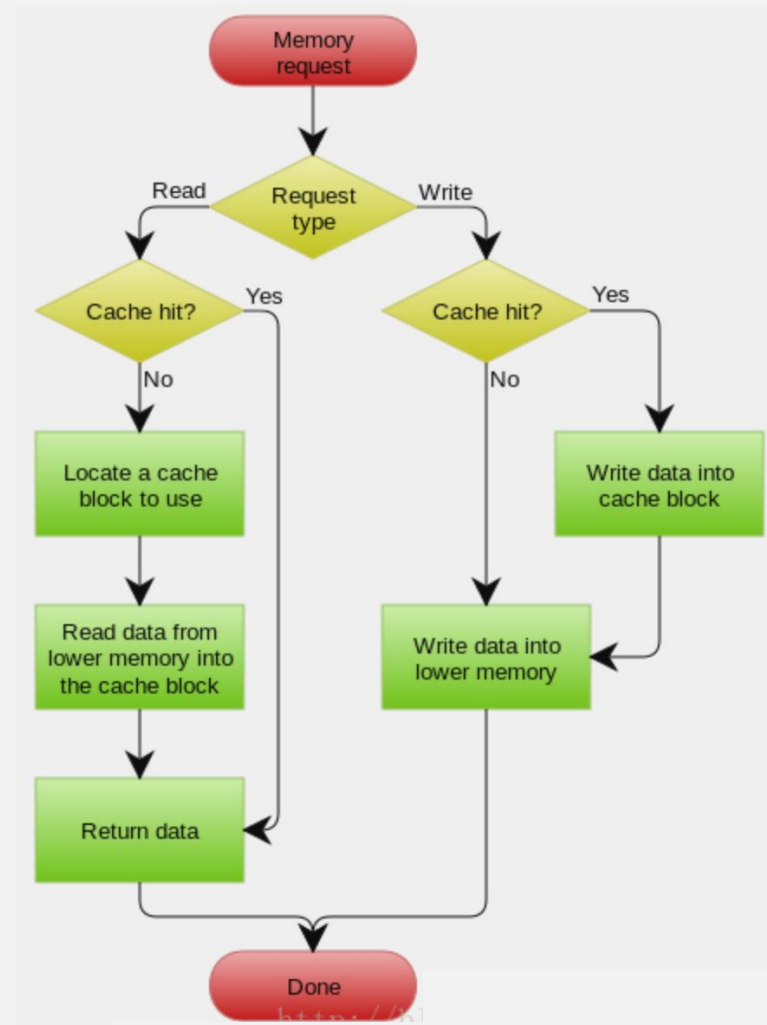 Memory
request
Request
type
Read
Write
Cache hit?
Yes
No
Cache hit?
Yes
No
Locate a cache
block to use
Write data into
cache block
Read data from
lower memory into
the cache block
Write data into
lower memory
Return data
Done
http://bl